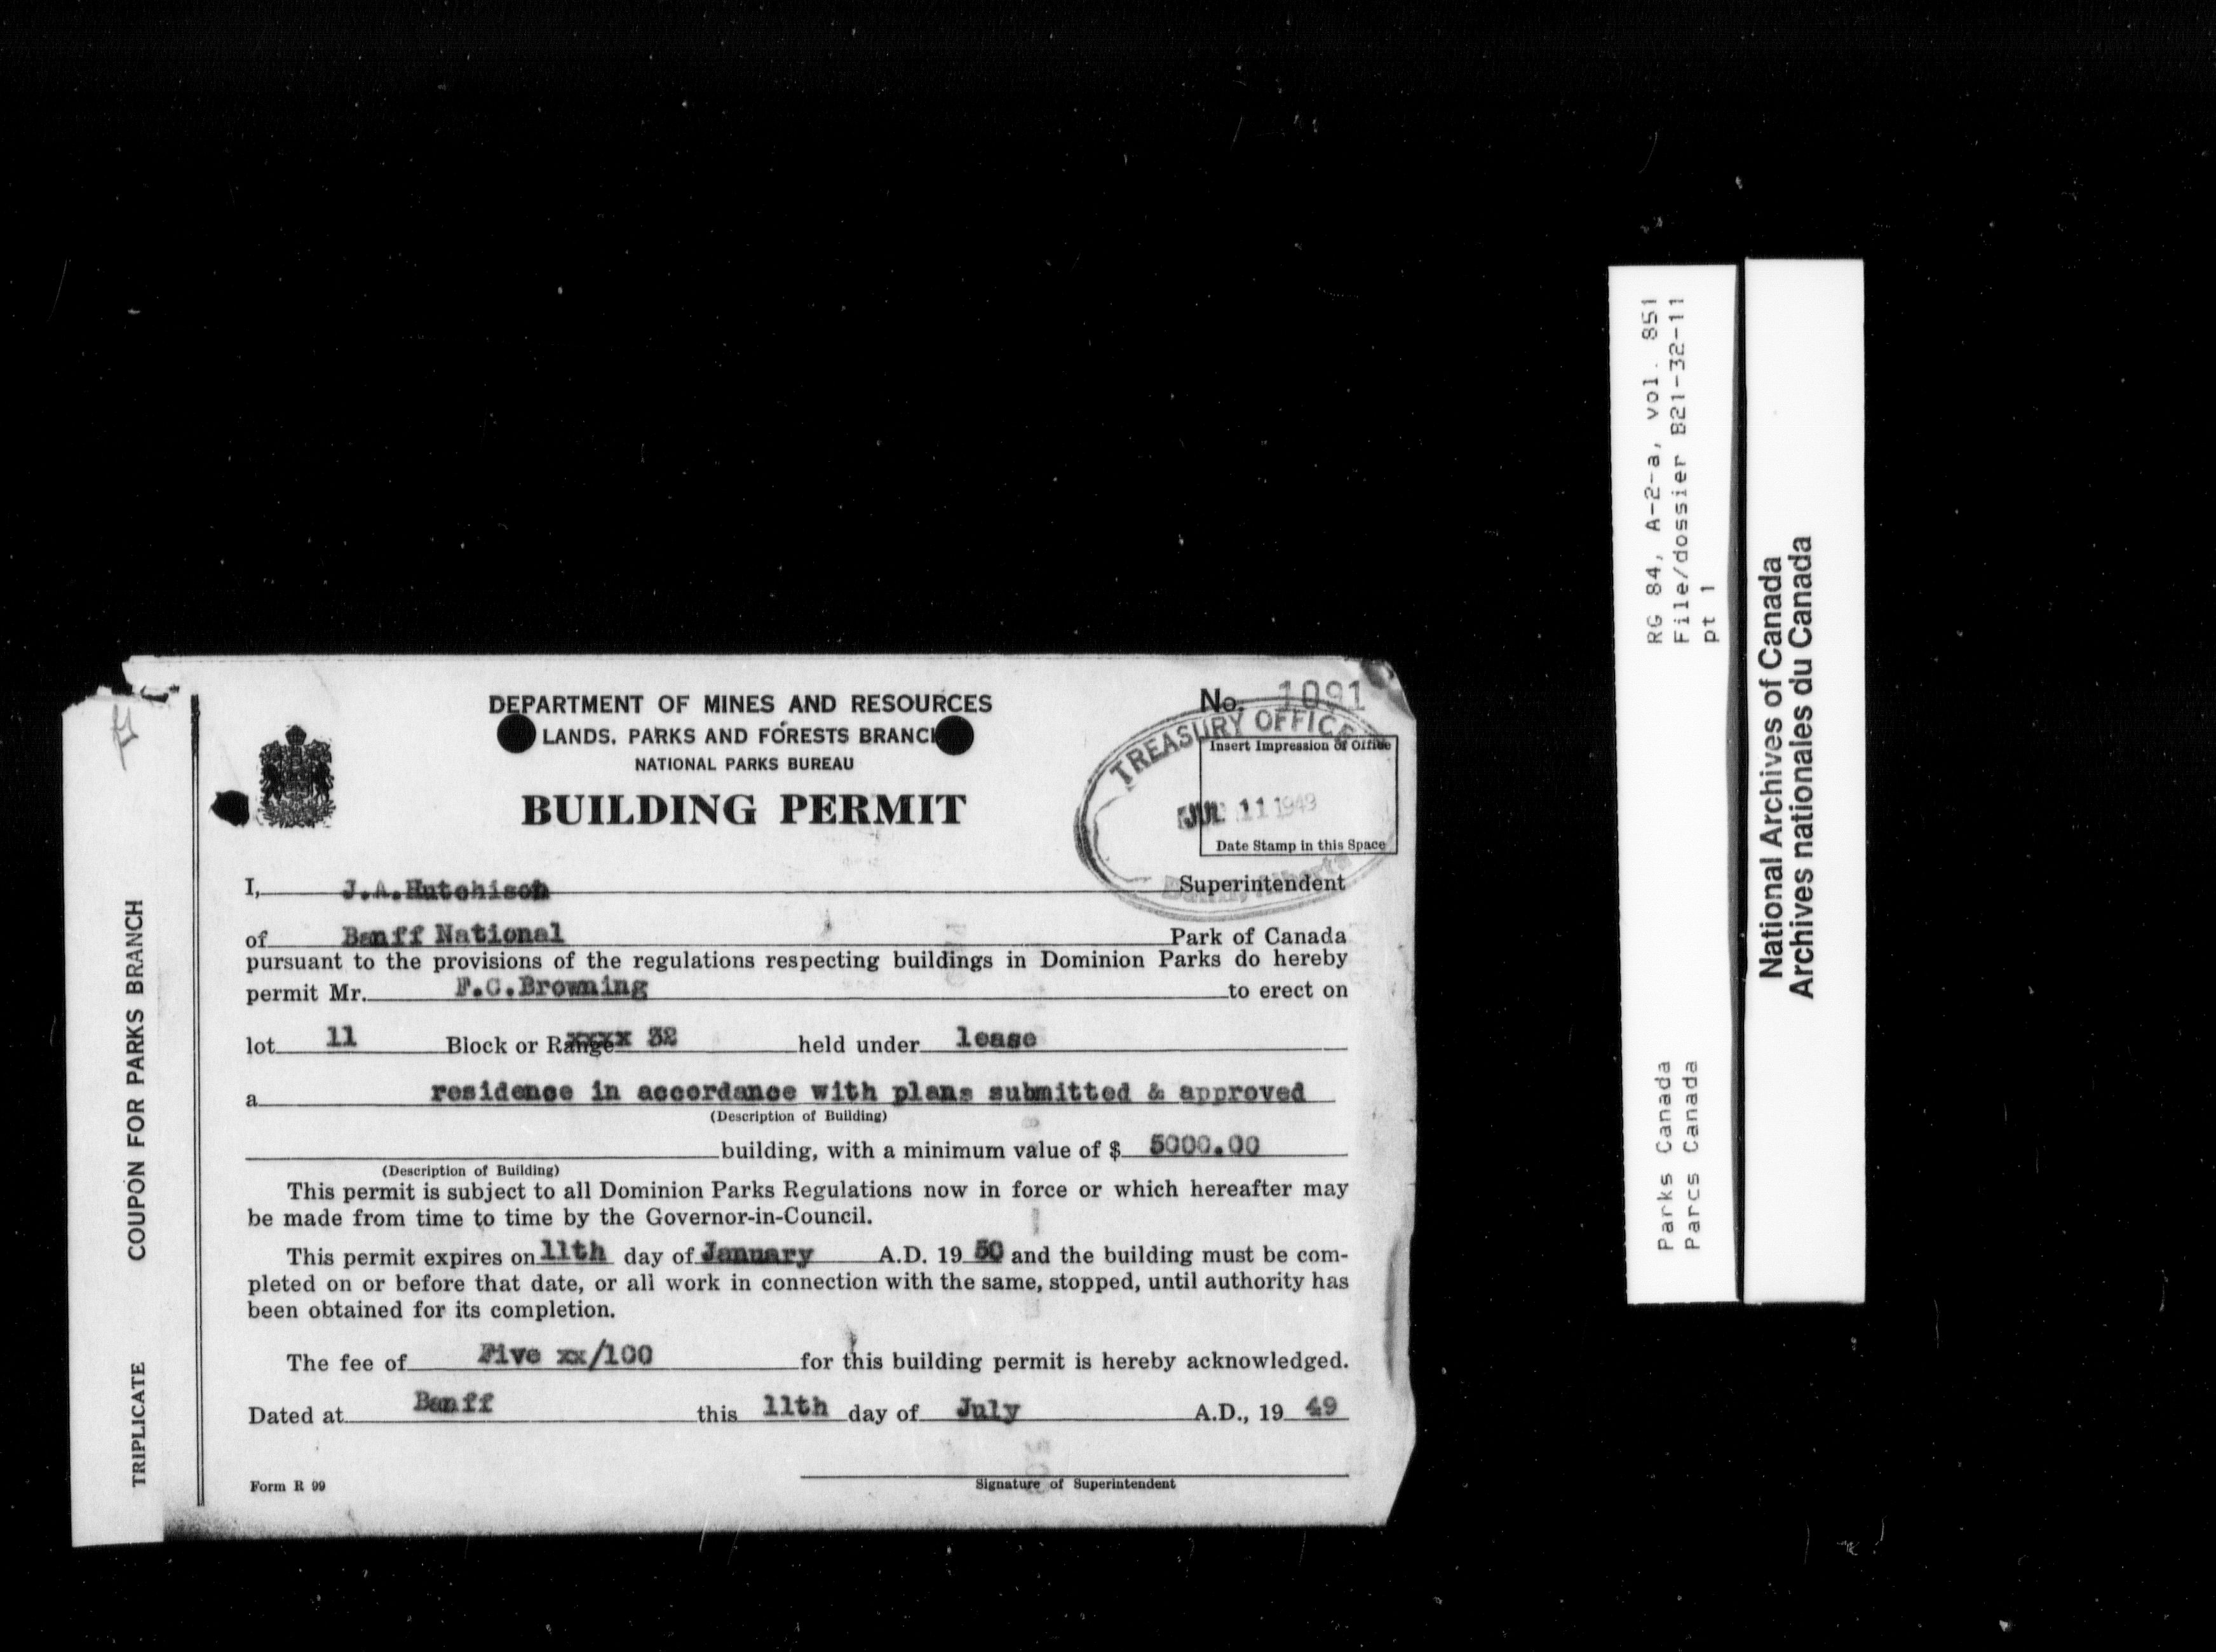 DEPARTMENT OF MINES AND RESOURCES
LANDS, PARKS AND FORESTS BRANCH
NATIONAL PARKS BUREAU
BUILDING PERMIT
No. 1091
TREASURY OFFICE
Insert Impression of Office
JUL 11 1949
Date Stamp in this Space
I, J.A.Hutchison Superintendent
of Banff National Park of Canada
pursuant to the provisions of the regulations respecting buildings in Dominion Parks do hereby
permit Mr. F.C.Browning to erect on
lot 11 Block or Range xxxx 32 held under lease
a residence in accordance with plans submitted & approved
(Description of Building)
building, with a minimum value of $ 5000.00
(Description of Building)
This permit is subject to all Dominion Parks Regulations now in force or which hereafter may
be made from time to time by the Governor-in-Council.
This permit expires on 11th day of January A.D. 19 50 and the building must be com-
pleted on or before that date, or all work in connection with the same, stopped, until authority has
been obtained for its completion.
The fee of Five xx/100 for this building permit is hereby acknowledged.
Dated at Banff this 11th day of July A.D., 19 49
Form R 99
Signature of Superintendent
TRIPLICATE COUPON FOR PARKS BRANCH
RG 84, A-2-a, vol. 851
File/dossier B21-32-11
pt 1
Parks Canada
Parcs Canada
National Archives of Canada
Archives nationales du Canada